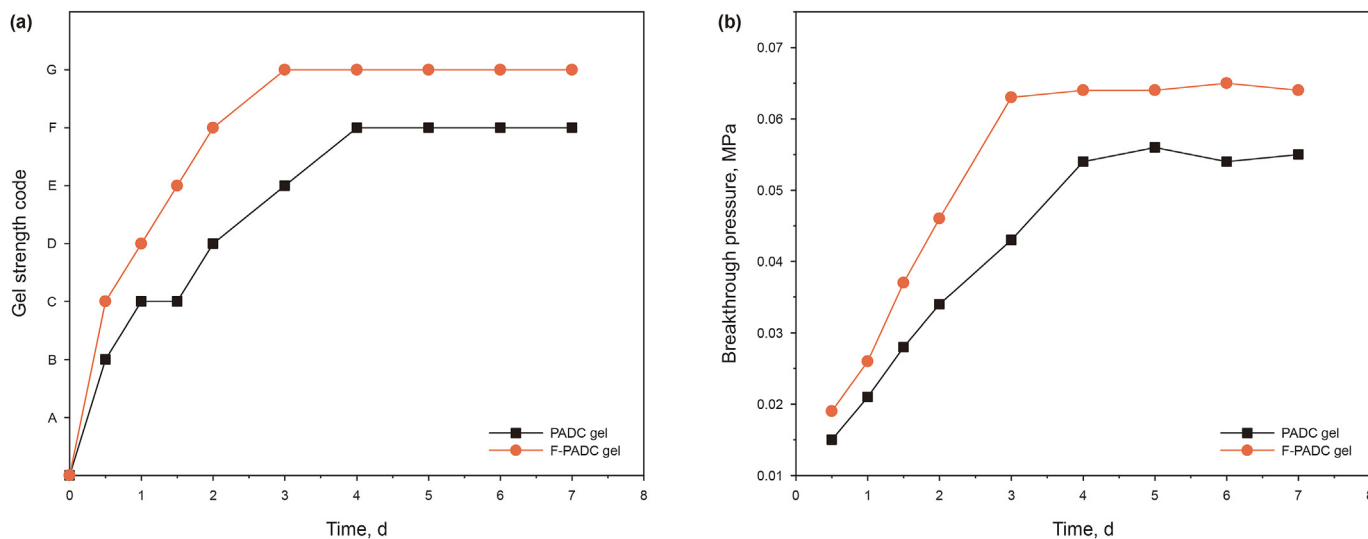 (a)
G
F
E
D
C
B
A
Gel strength code
PADC gel
F-PADC gel
0 1 2 3 4 5 6 7 8
Time, d
(b)
0.07
0.06
0.05
0.04
0.03
0.02
0.01
Breakthrough pressure, MPa
PADC gel
F-PADC gel
0 1 2 3 4 5 6 7 8
Time, d